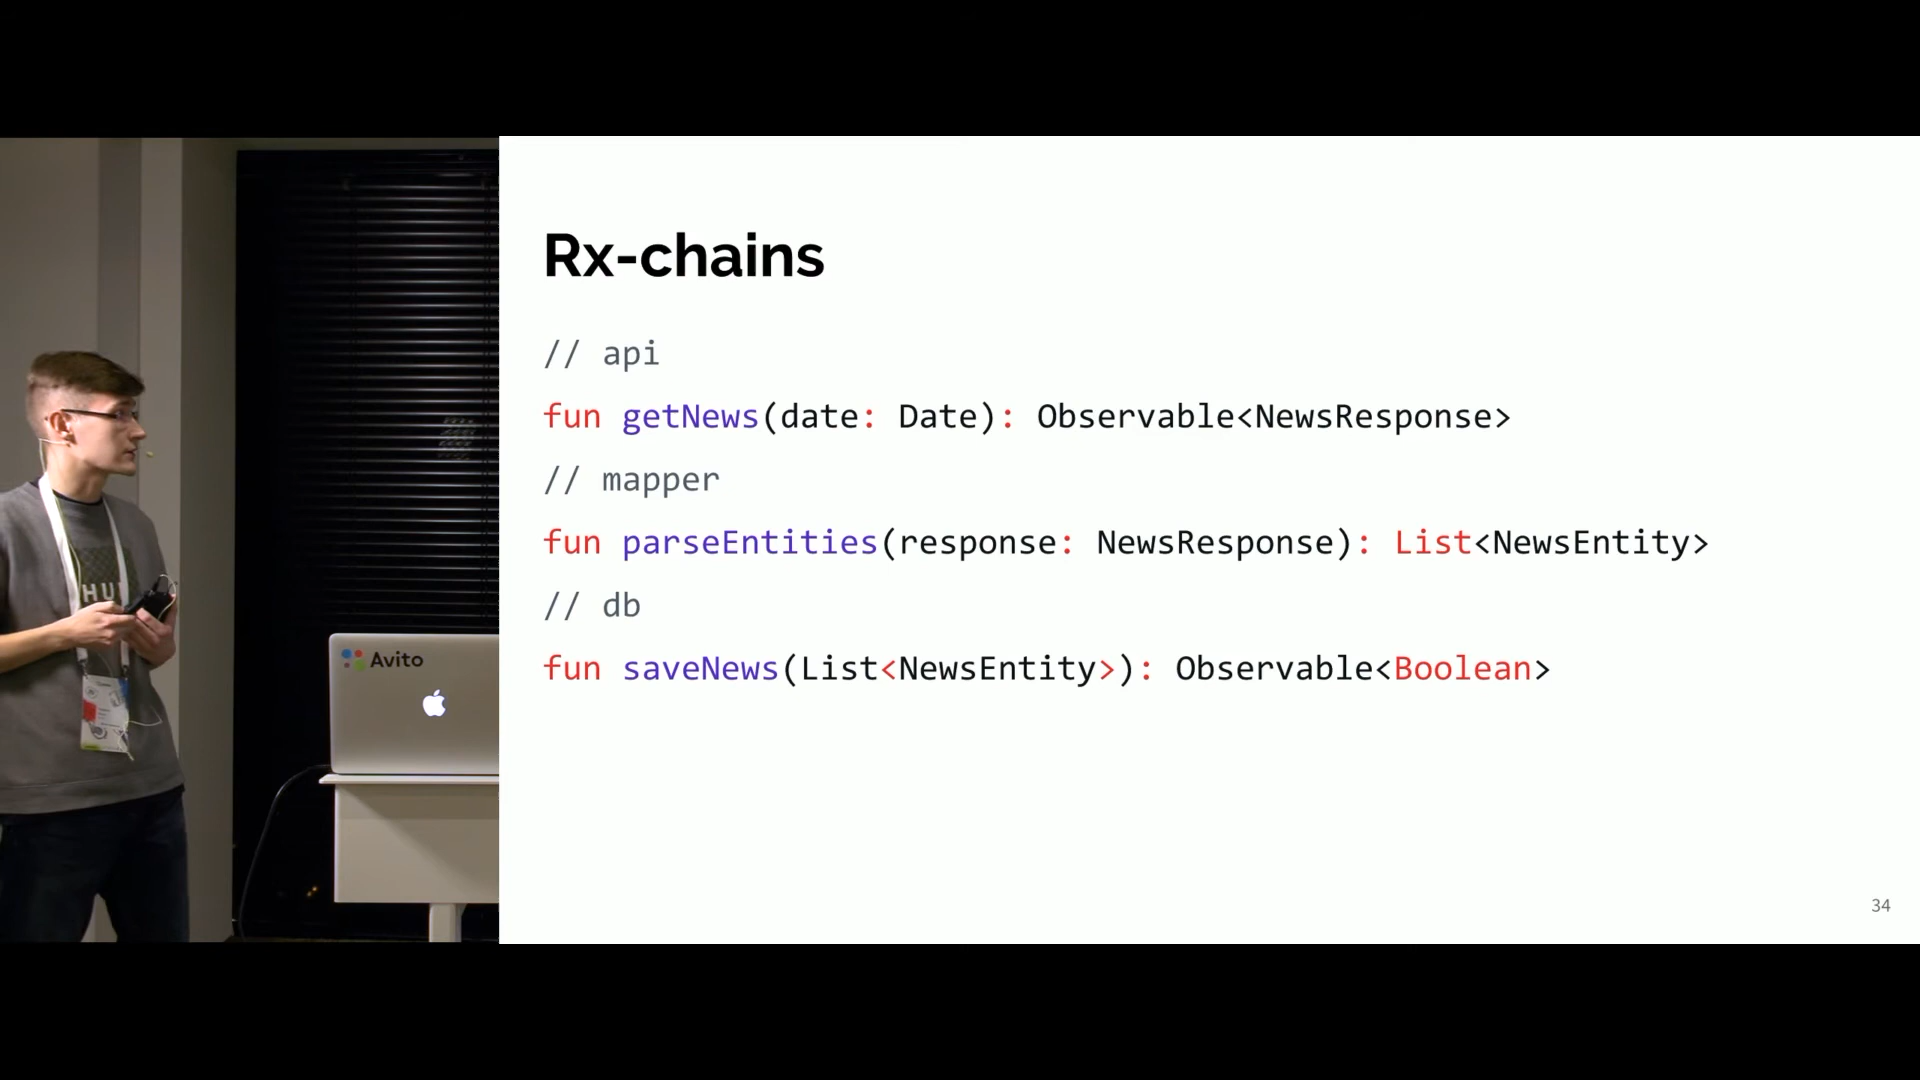 Rx-chains
// api
fun getNews(date: Date): Observable<NewsResponse>
// mapper
fun parseEntities(response: NewsResponse): List<NewsEntity>
// db
fun saveNews(List<NewsEntity>): Observable<Boolean>
34
Avito
HU